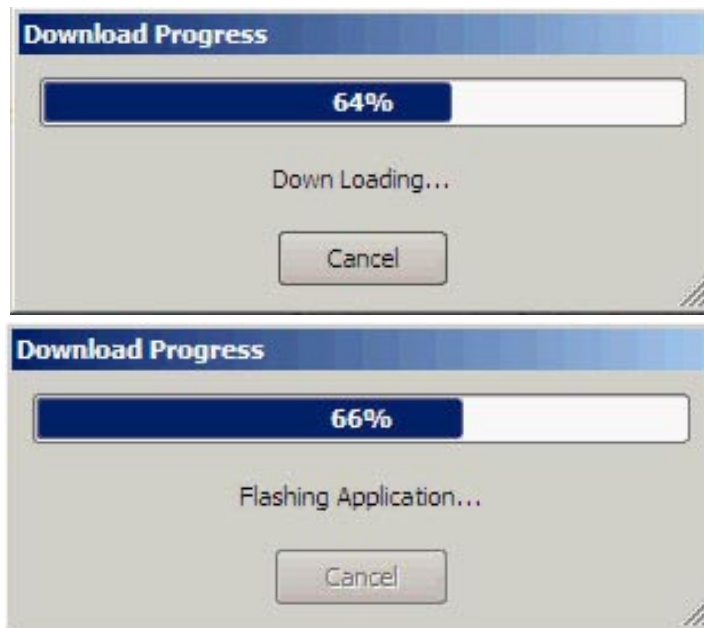 Download Progress
64%
Down Loading...
Cancel
Download Progress
66%
Flashing Application...
Cancel